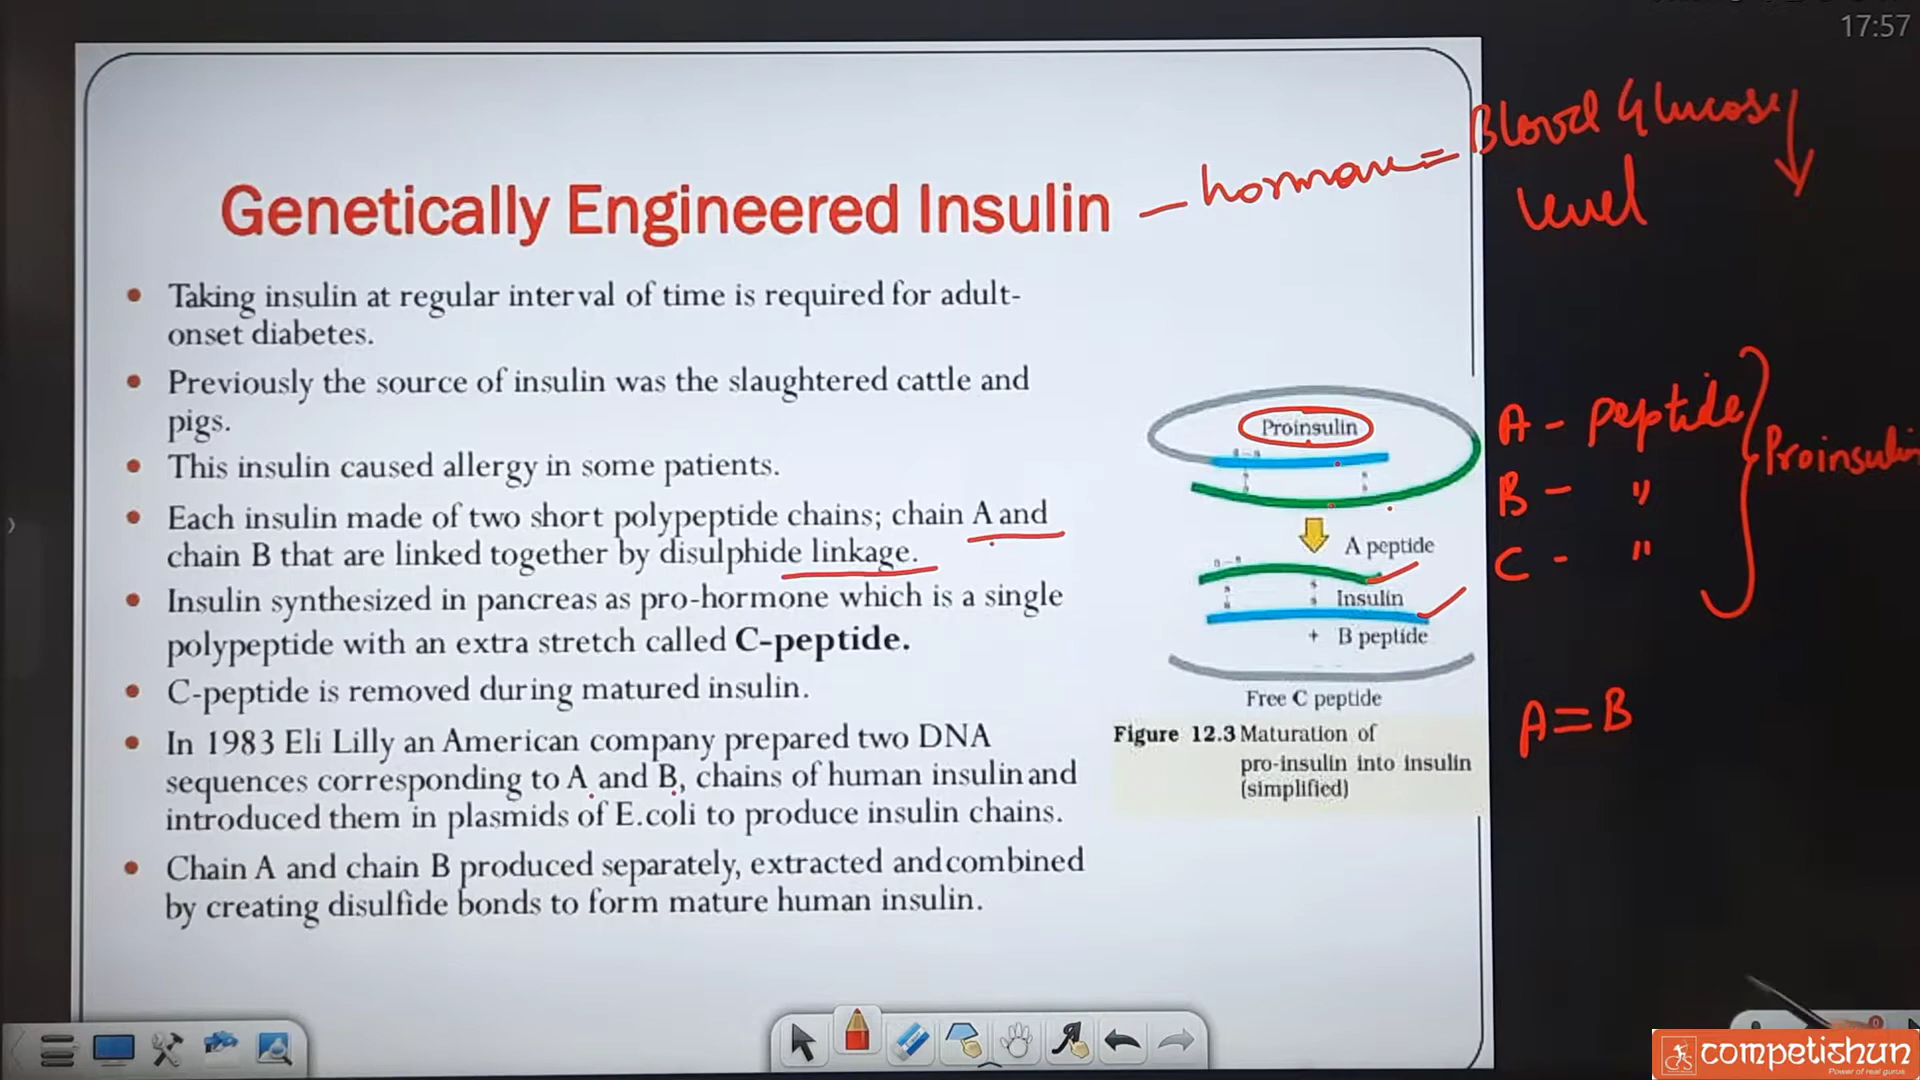 17:57
Genetically Engineered Insulin
– hormone = Blood Glucose ↓
level
• Taking insulin at regular interval of time is required for adult-
onset diabetes.
• Previously the source of insulin was the slaughtered cattle and
pigs.
• This insulin caused allergy in some patients.
• Each insulin made of two short polypeptide chains; chain A and
chain B that are linked together by disulphide linkage.
• Insulin synthesized in pancreas as pro-hormone which is a single
polypeptide with an extra stretch called C-peptide.
• C-peptide is removed during matured insulin.
• In 1983 Eli Lilly an American company prepared two DNA
sequences corresponding to A and B, chains of human insulin and
introduced them in plasmids of E.coli to produce insulin chains.
• Chain A and chain B produced separately, extracted and combined
by creating disulfide bonds to form mature human insulin.
Proinsulin
A peptide
Insulin
+ B peptide
Free C peptide
Figure 12.3 Maturation of
pro-insulin into insulin
(simplified)
A - peptide
B - "
C - "
Proinsulin
A=B
competishun
Power of real gurus